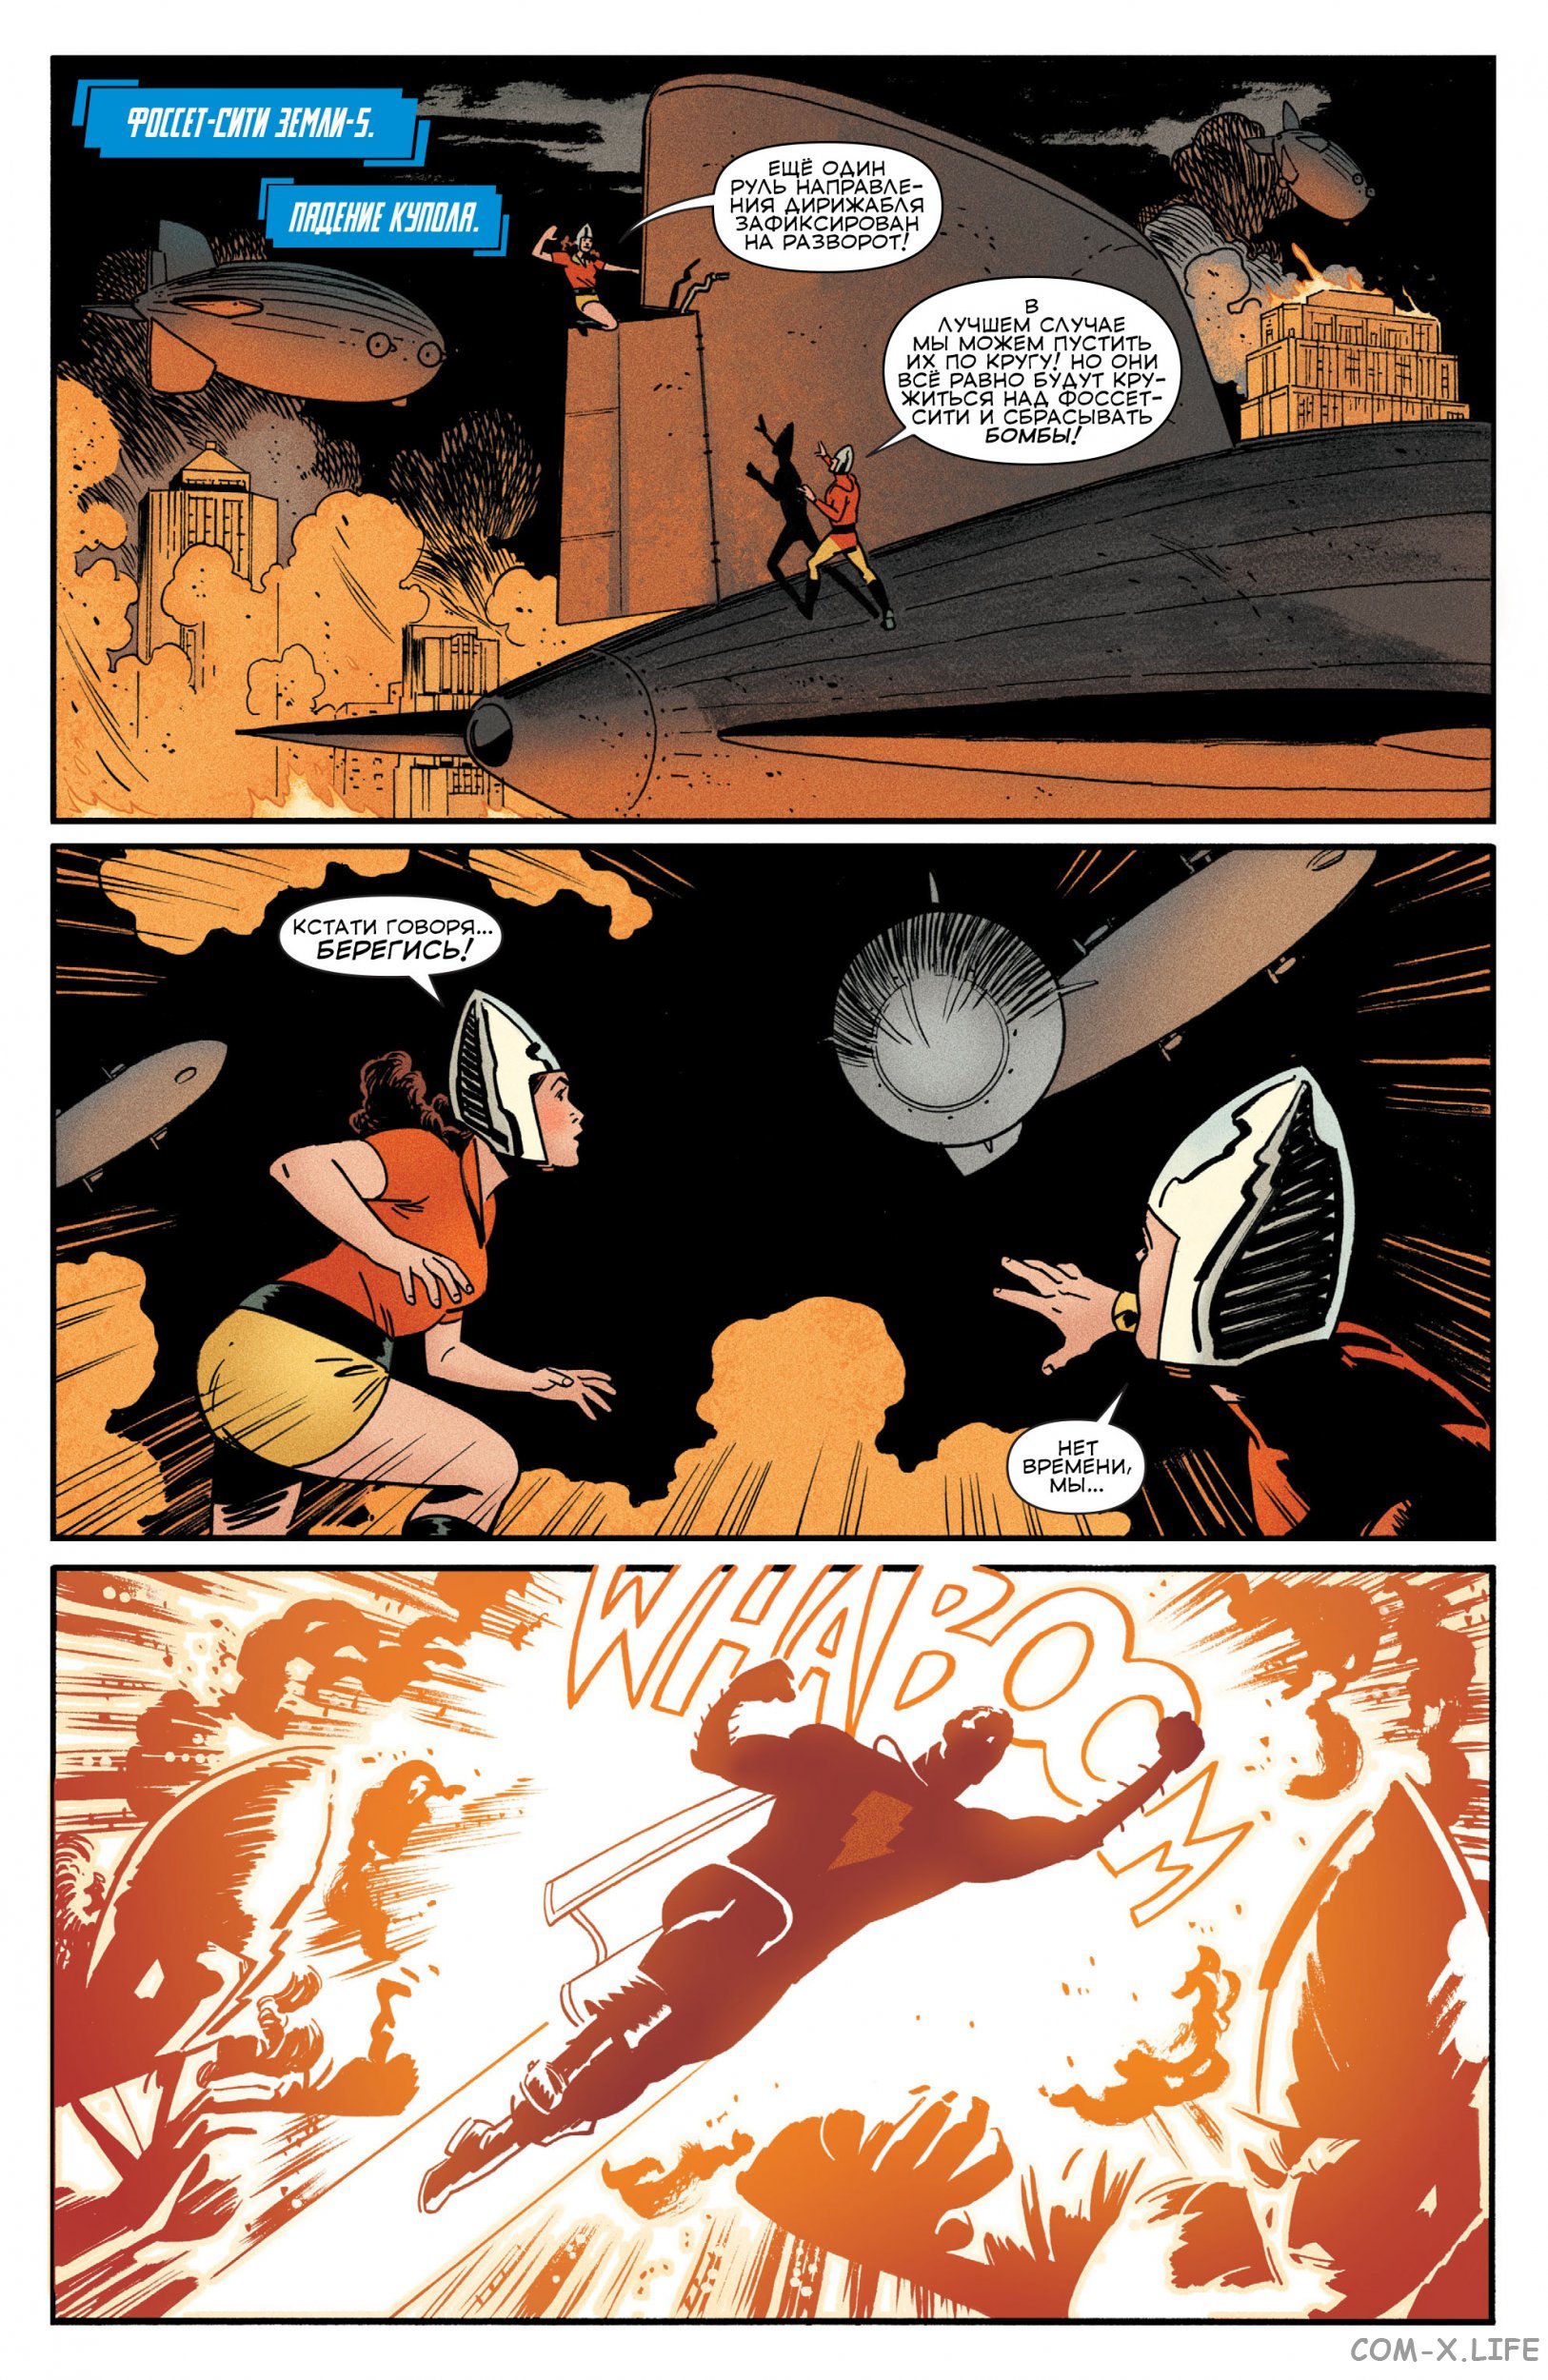 ФОССЕТ-СИТИ ЗЕМЛИ-5.
ПАДЕНИЕ КУПОЛА.
ЕЩЁ ОДИН
РУЛЬ НАПРАВЛЕ-
НИЯ ДИРИЖАБЛЯ
ЗАФИКСИРОВАН
НА РАЗВОРОТ!
В
ЛУЧШЕМ СЛУЧАЕ
МЫ МОЖЕМ ПУСТИТЬ
ИХ ПО КРУГУ! НО ОНИ
ВСЁ РАВНО БУДУТ КРУ-
ЖИТЬСЯ НАД ФОССЕТ-
СИТИ И СБРАСЫВАТЬ
БОМБЫ!
КСТАТИ ГОВОРЯ...
БЕРЕГИСЬ!
НЕТ
ВРЕМЕНИ,
МЫ...
WHABOOMM
COM-X.LIFE